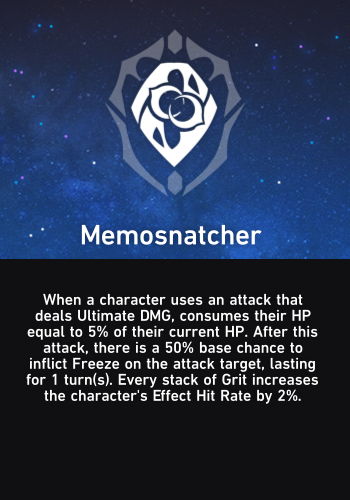 Memosnatcher
When a character uses an attack that
deals Ultimate DMG, consumes their HP
equal to 5% of their current HP. After this
attack, there is a 50% base chance to
inflict Freeze on the attack target, lasting
for 1 turn(s). Every stack of Grit increases
the character's Effect Hit Rate by 2%.